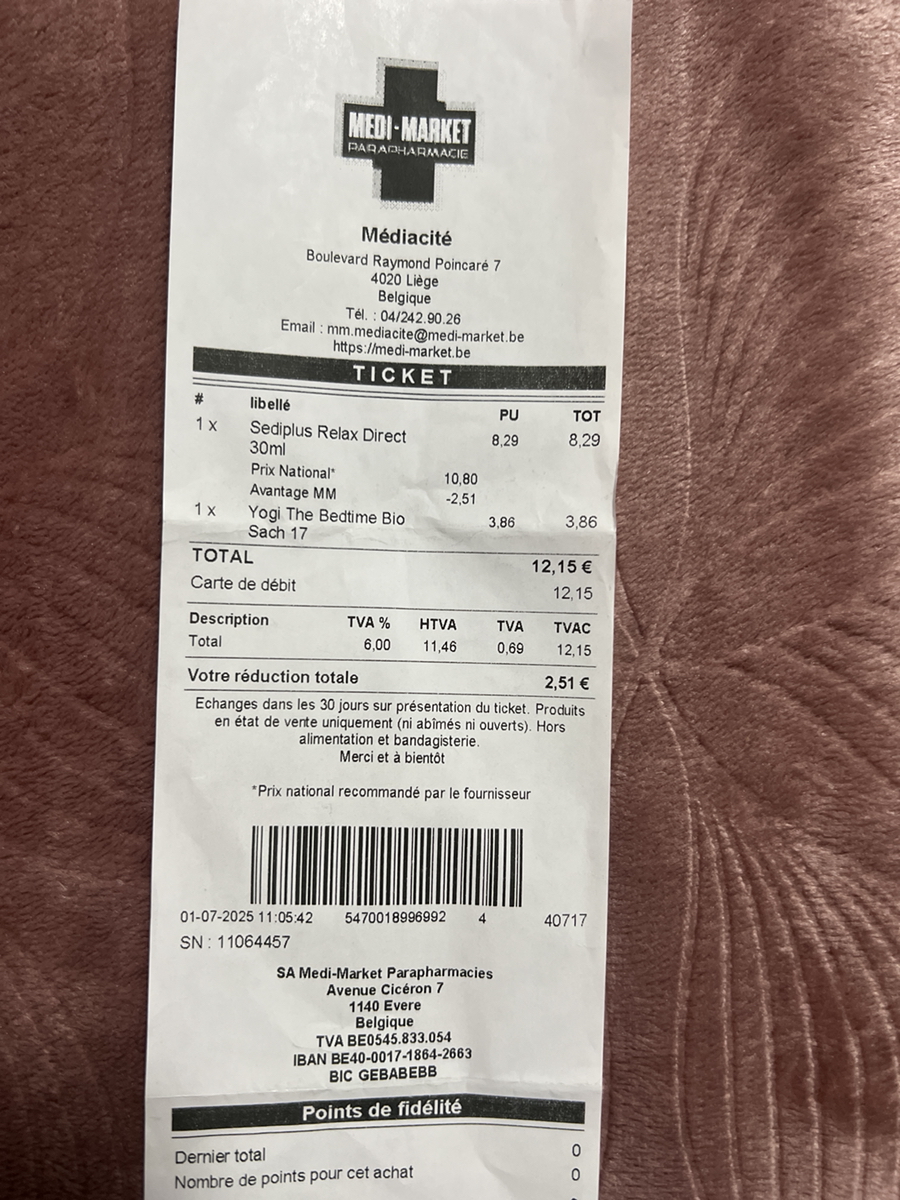 MEDI-MARKET
PARAPHARMACIE
Médiacité
Boulevard Raymond Poincaré 7
4020 Liège
Belgique
Tél. : 04/242.90.26
Email : mm.mediacite@medi-market.be
https://medi-market.be
TICKET
# libellé PU TOT
1 x Sediplus Relax Direct 8,29 8,29
30ml
Prix National* 10,80
Avantage MM -2,51
1 x Yogi The Bedtime Bio 3,86 3,86
Sach 17
TOTAL 12,15 €
Carte de débit 12,15
Description TVA % HTVA TVA TVAC
Total 6,00 11,46 0,69 12,15
Votre réduction totale 2,51 €
Echanges dans les 30 jours sur présentation du ticket. Produits
en état de vente uniquement (ni abîmés ni ouverts). Hors
alimentation et bandagisterie.
Merci et à bientôt
*Prix national recommandé par le fournisseur
01-07-2025 11:05:42 5470018996992 4 40717
SN : 11064457
SA Medi-Market Parapharmacies
Avenue Cicéron 7
1140 Evere
Belgique
TVA BE0545.833.054
IBAN BE40-0017-1864-2663
BIC GEBABEBB
Points de fidélité
Dernier total 0
Nombre de points pour cet achat 0